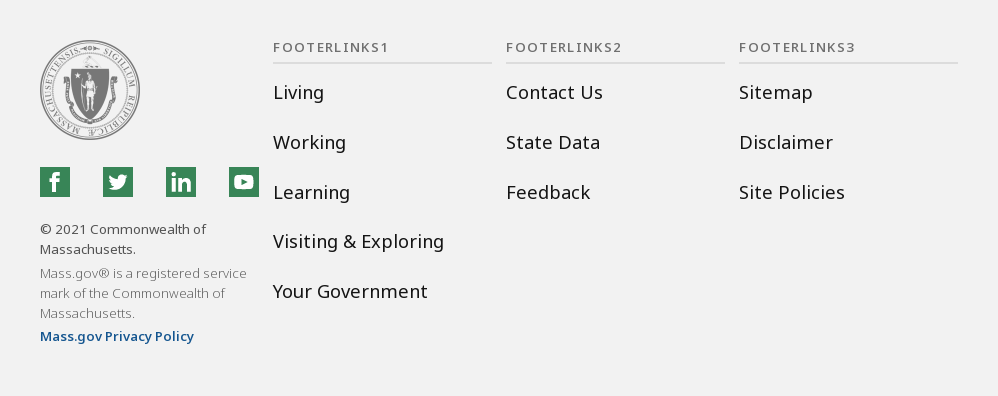 SIGILLUM REIPUBLICÆ MASSACHUSETTENSIS
© 2021 Commonwealth of
Massachusetts.
Mass.gov® is a registered service
mark of the Commonwealth of
Massachusetts.
Mass.gov Privacy Policy
FOOTERLINKS1
Living
Working
Learning
Visiting & Exploring
Your Government
FOOTERLINKS2
Contact Us
State Data
Feedback
FOOTERLINKS3
Sitemap
Disclaimer
Site Policies